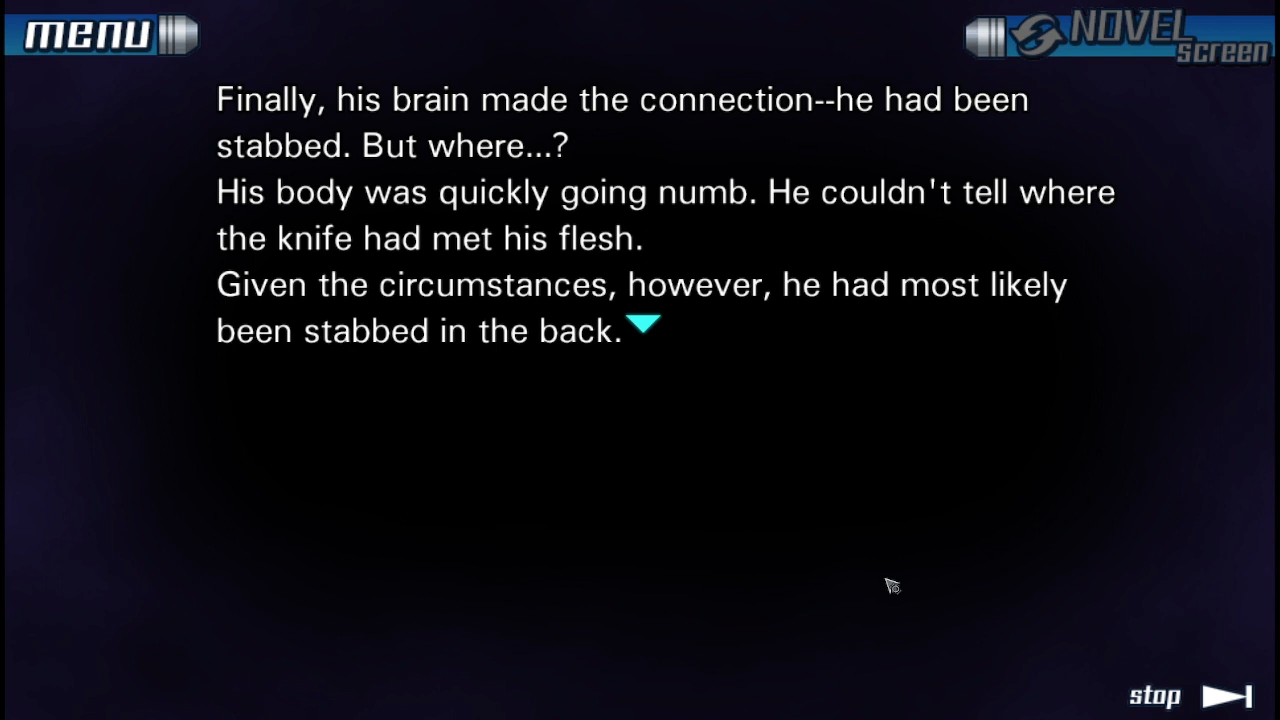 menu
NOVEL
screen
Finally, his brain made the connection--he had been
stabbed. But where...?
His body was quickly going numb. He couldn't tell where
the knife had met his flesh.
Given the circumstances, however, he had most likely
been stabbed in the back.
stop